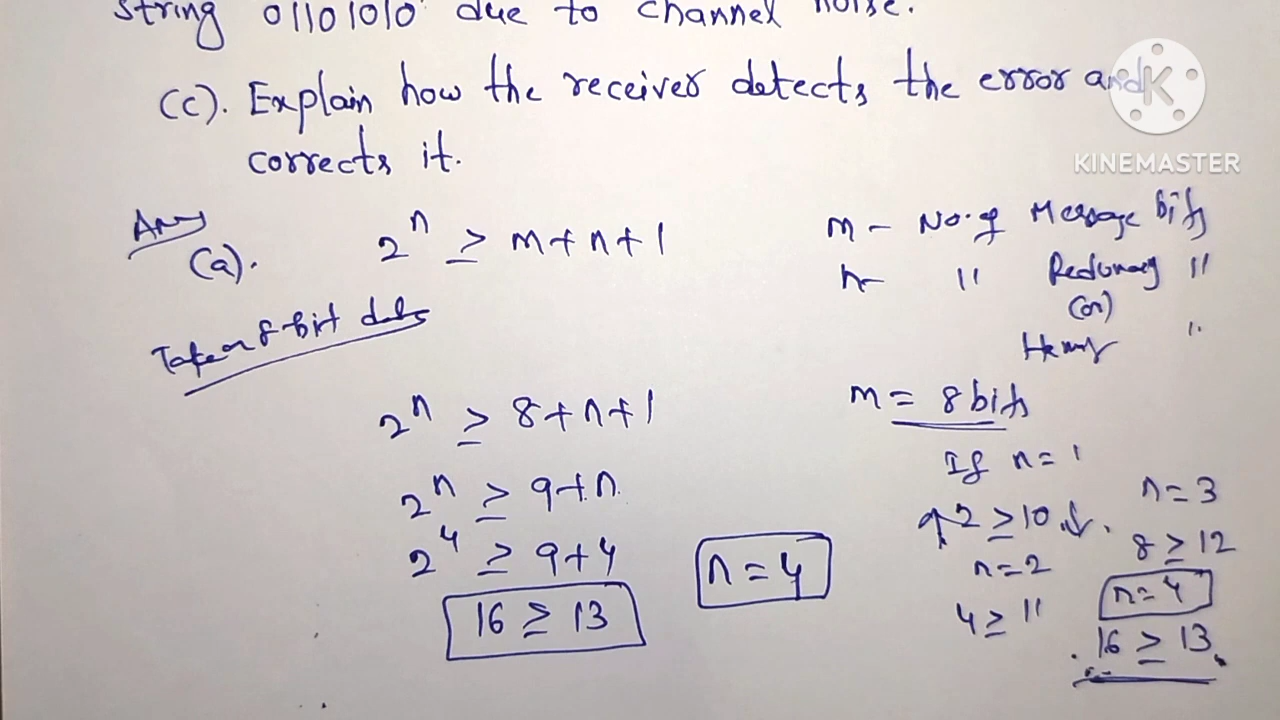 string 01101010 due to channel noise.
(c). Explain how the receiver detects the error and
corrects it.
KINEMASTER
Ans
(a). 2^n ≥ m+n+1
m - No. of Message bits
n- " Redunacy "
(or)
"
Take 8-bit data
2^n ≥ 8+n+1
m = 8 bits
2^n ≥ 9+n
If n = 1
2 ≥ 10
n = 2
4 ≥ 11
n = 3
8 ≥ 12
n = 4
16 ≥ 13
2^4 ≥ 9+4
n = 4
16 ≥ 13